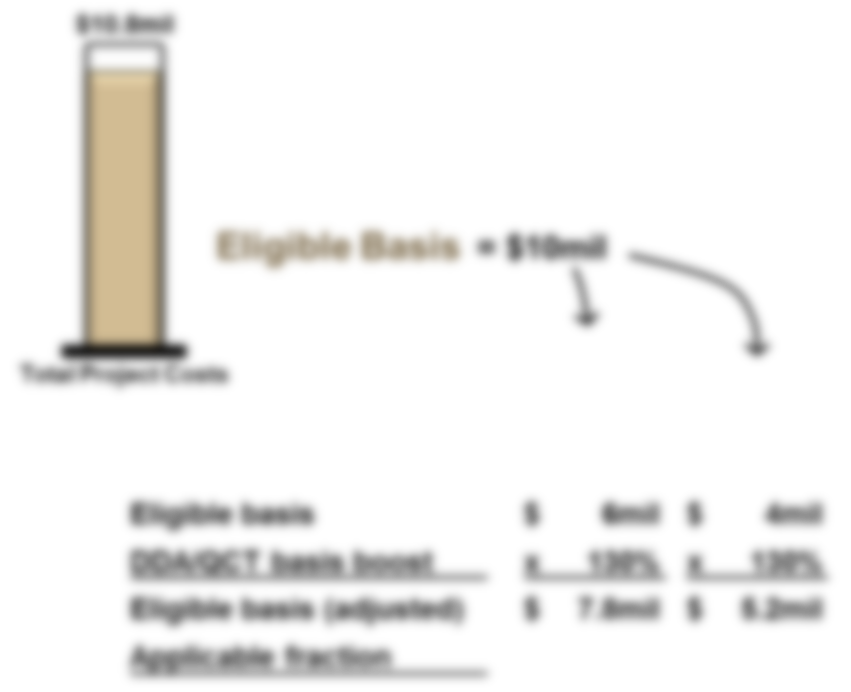 $10.8mil
Eligible Basis = $10mil
Total Project Costs
Eligible basis $ 6mil $ 4mil
DDA/QCT basis boost x 130% x 130%
Eligible basis (adjusted) $ 7.8mil $ 5.2mil
Applicable fraction